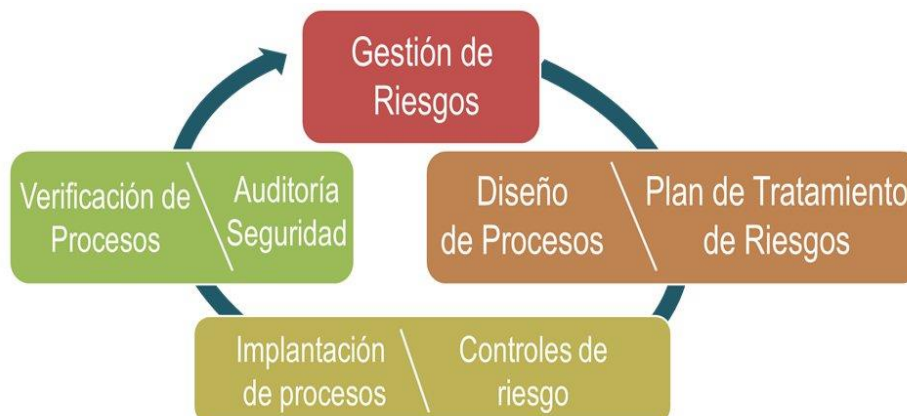 Gestión de
Riesgos
Verificación de
Procesos
Auditoría
Seguridad
Diseño
de Procesos
Plan de Tratamiento
de Riesgos
Implantación
de procesos
Controles de
riesgo